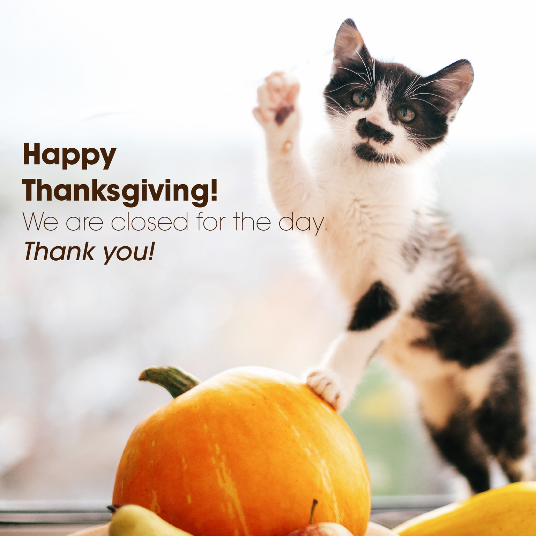 Happy
Thanksgiving!
We are closed for the day.
Thank you!